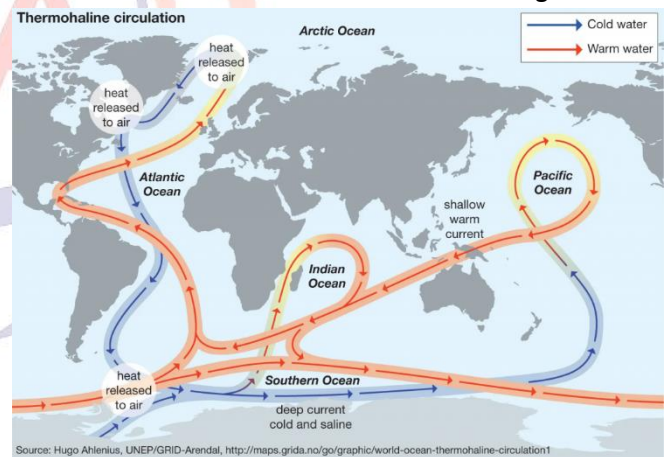 Thermohaline circulation
Arctic Ocean
Cold water
Warm water
heat
released
to air
heat
released
to air
Atlantic
Ocean
Pacific
Ocean
shallow
warm
current
Indian
Ocean
heat
released
to air
Southern Ocean
deep current
cold and saline
Source: Hugo Ahlenius, UNEP/GRID-Arendal, http://maps.grida.no/go/graphic/world-ocean-thermohaline-circulation1